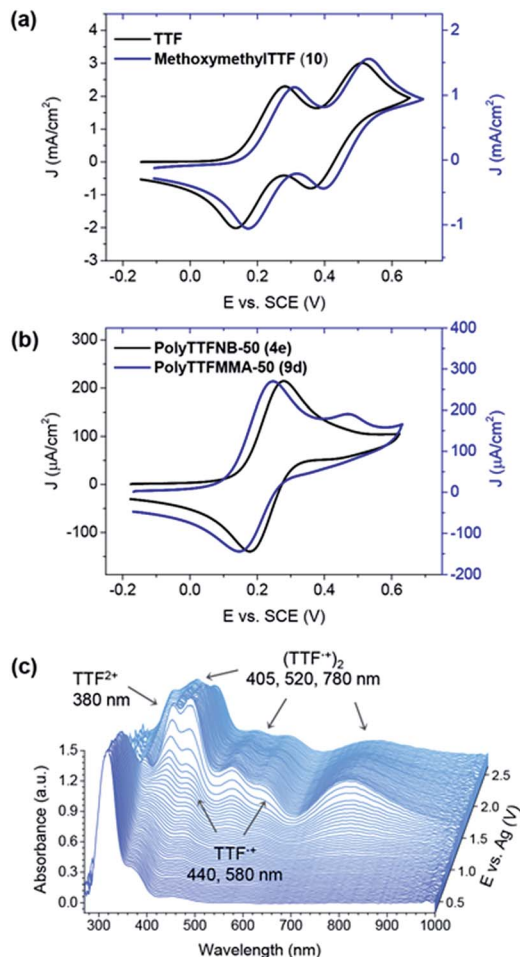 (a)
TTF
MethoxymethylTTF (10)
J (mA/cm²)
4
3
2
1
0
-1
-2
-3
J (mA/cm²)
2
1
0
-1
-0.2 0.0 0.2 0.4 0.6
E vs. SCE (V)
(b)
PolyTTFNB-50 (4e)
PolyTTFMMA-50 (9d)
J (µA/cm²)
300
200
100
0
-100
J (µA/cm²)
400
300
200
100
0
-100
-200
-0.2 0.0 0.2 0.4 0.6
E vs. SCE (V)
(c)
TTF²⁺
380 nm
(TTF·⁺)₂
405, 520, 780 nm
TTF·⁺
440, 580 nm
Absorbance (a.u.)
1.5
1.2
0.9
0.6
0.3
0.0
300 400 500 600 700 800 900 1000
Wavelength (nm)
2.5
2.0
1.5
1.0
0.5
E vs. Ag (V)